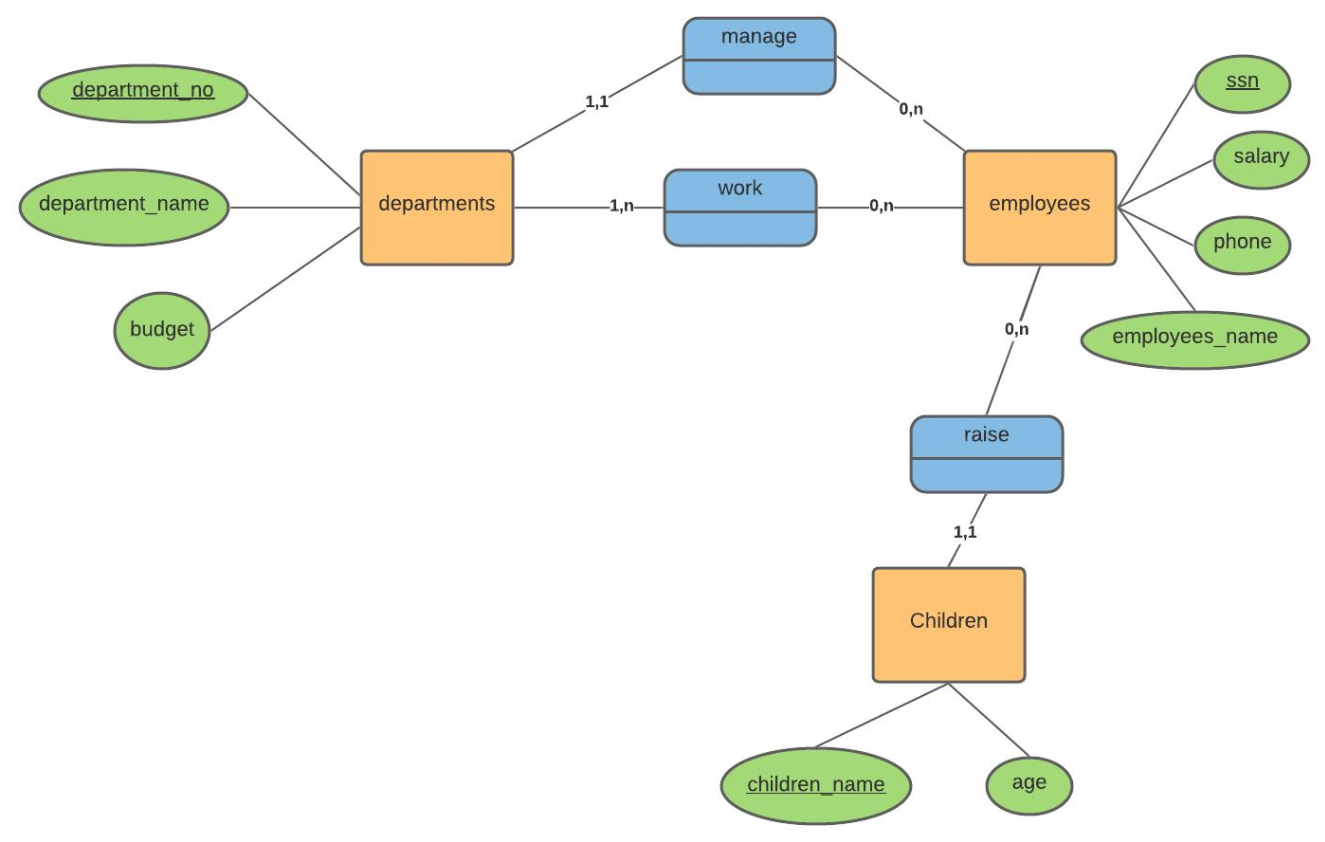 manage
department_no
ssn
1,1
0,n
salary
departments
work
employees
department_name
1,n
0,n
phone
budget
0,n
employees_name
raise
1,1
Children
children_name
age